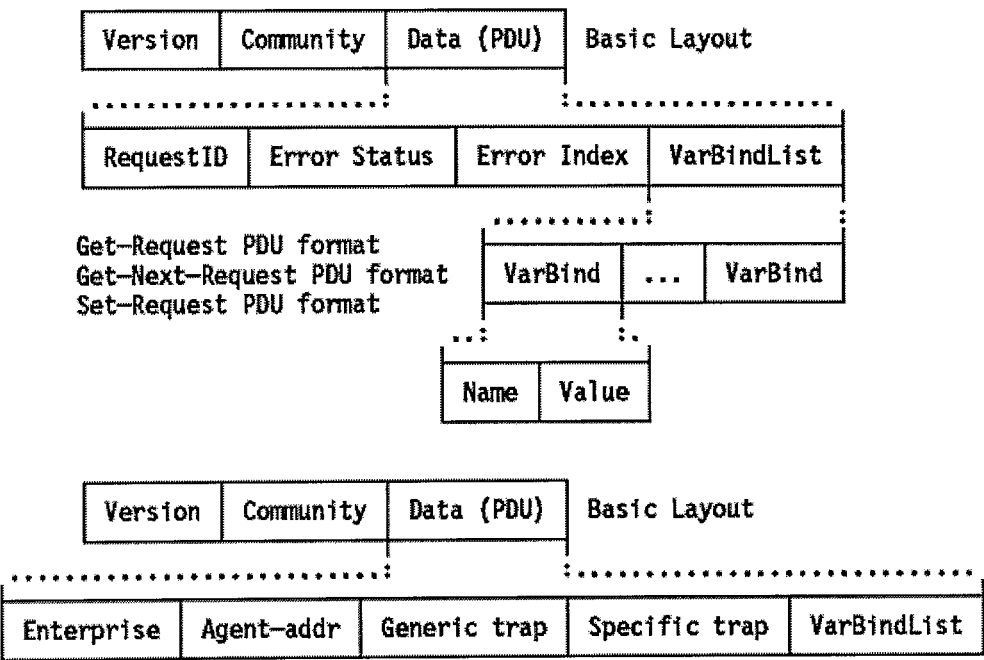 Version Community Data (PDU) Basic Layout
RequestID Error Status Error Index VarBindList
Get-Request PDU format
Get-Next-Request PDU format VarBind ... VarBind
Set-Request PDU format
Name Value
Version Community Data (PDU) Basic Layout
Enterprise Agent-addr Generic trap Specific trap VarBindList